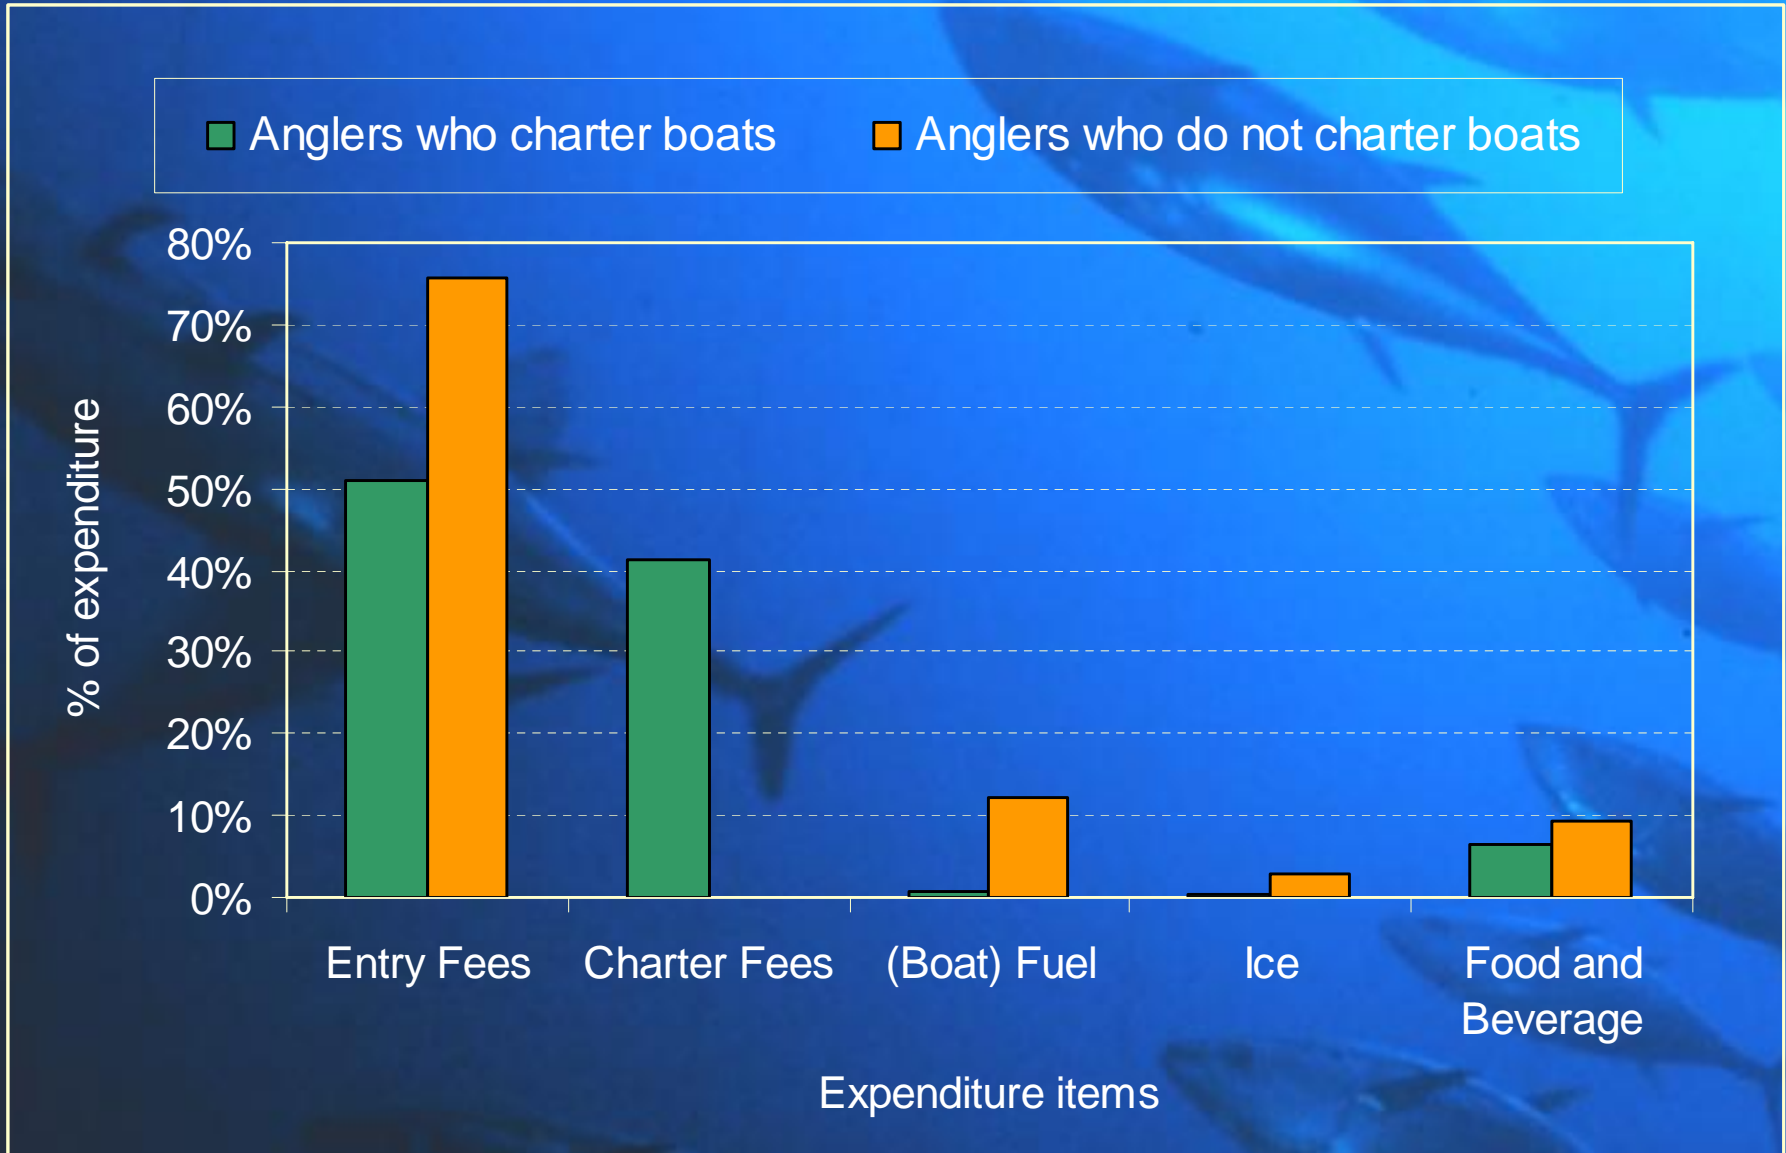 Anglers who charter boats
Anglers who do not charter boats
80%
70%
60%
50%
40%
30%
20%
10%
0%
% of expenditure
Entry Fees
Charter Fees
(Boat) Fuel
Ice
Food and
Beverage
Expenditure items